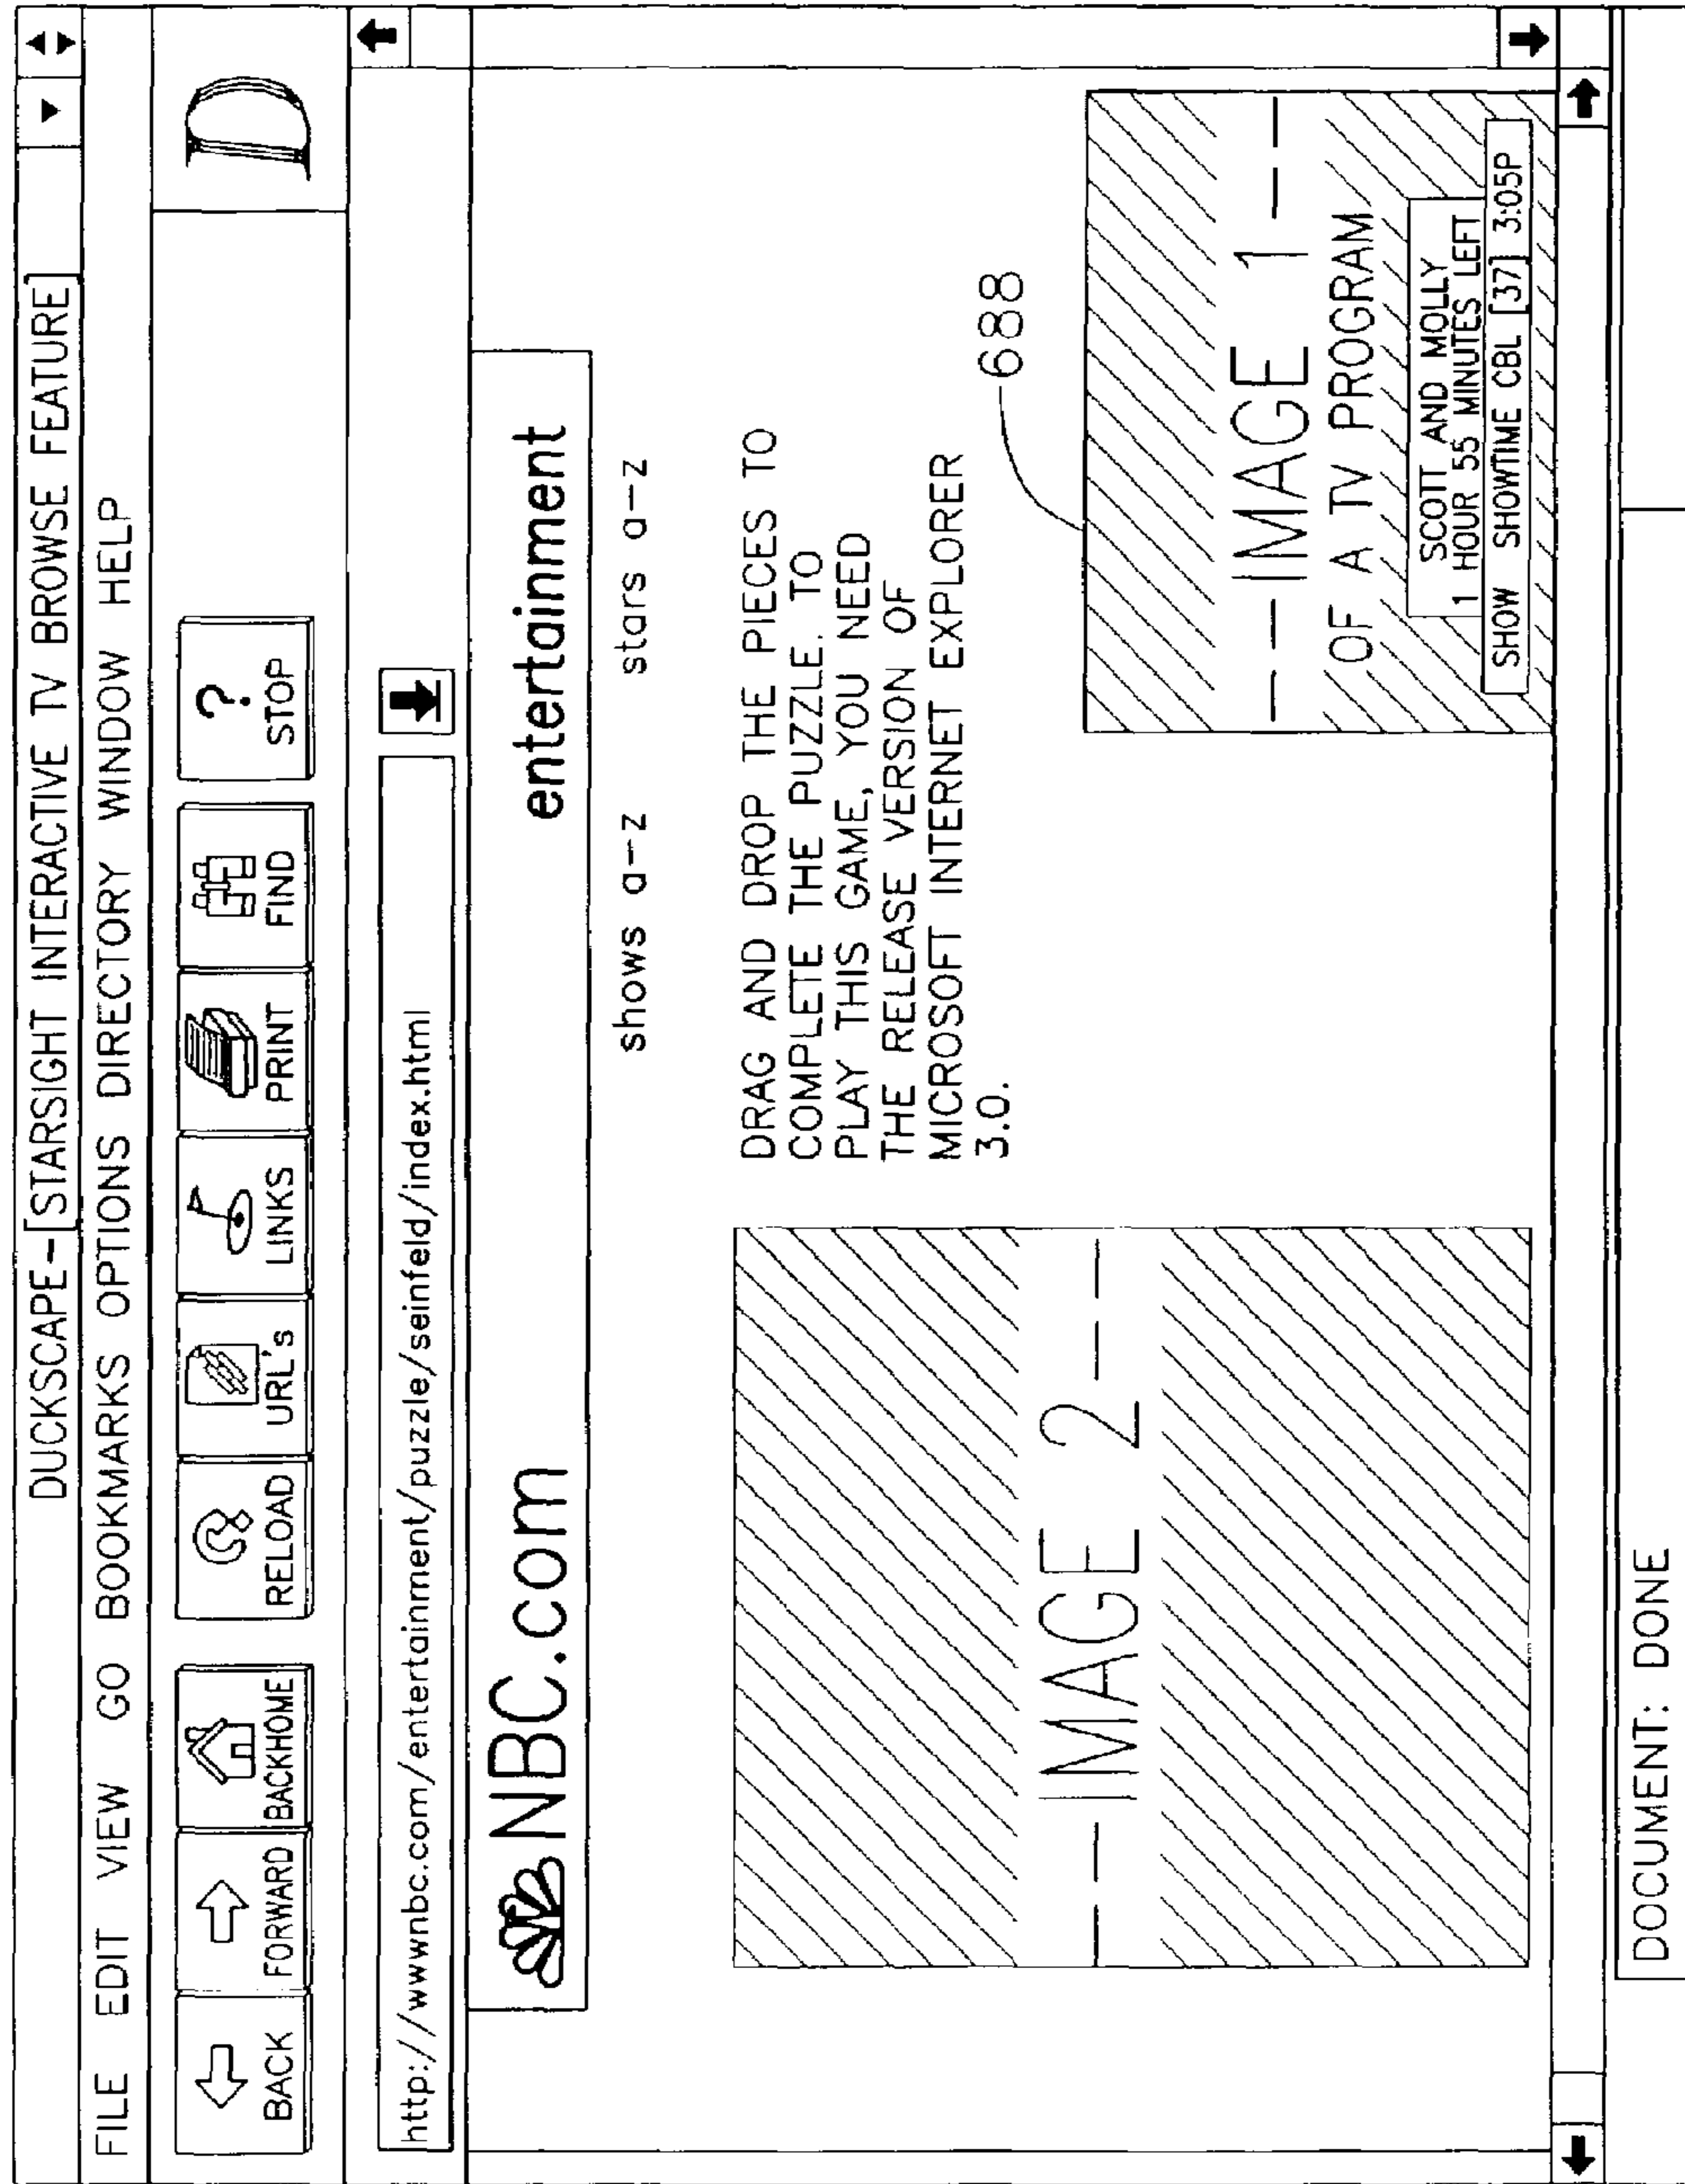 DUCKSCAPE-[STARSIGHT INTERACTIVE TV BROWSE FEATURE]
FILE EDIT VIEW GO BOOKMARKS OPTIONS DIRECTORY WINDOW HELP
BACK FORWARD BACKHOME RELOAD URL's LINKS PRINT FIND ? STOP
D
http://wwwnbc.com/entertainment/puzzle/seinfeld/index.html
NBC.com entertainment
shows a-z stars a-z
DRAG AND DROP THE PIECES TO
COMPLETE THE PUZZLE. TO
PLAY THIS GAME, YOU NEED
THE RELEASE VERSION OF
MICROSOFT INTERNET EXPLORER
3.0.
688
--IMAGE 2---
--IMAGE 1---
OF A TV PROGRAM
SCOTT AND MOLLY
1 HOUR 55 MINUTES LEFT
SHOW SHOWTIME CBL [37] 3:05P
DOCUMENT: DONE